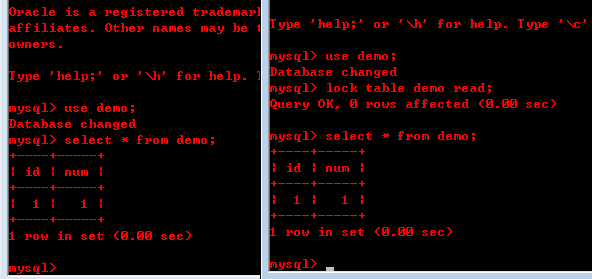 Oracle is a registered trademark
affiliates. Other names may be t
owners.
Type 'help;' or '\h' for help.
mysql> use demo;
Database changed
mysql> select * from demo;
+----+-----+
| id | num |
+----+-----+
|  1 |   1 |
+----+-----+
1 row in set (0.00 sec)
mysql>
Type 'help;' or '\h' for help. Type '\c'
mysql> use demo;
Database changed
mysql> lock table demo read;
Query OK, 0 rows affected (0.00 sec)
mysql> select * from demo;
+----+-----+
| id | num |
+----+-----+
|  1 |   1 |
+----+-----+
1 row in set (0.00 sec)
mysql>